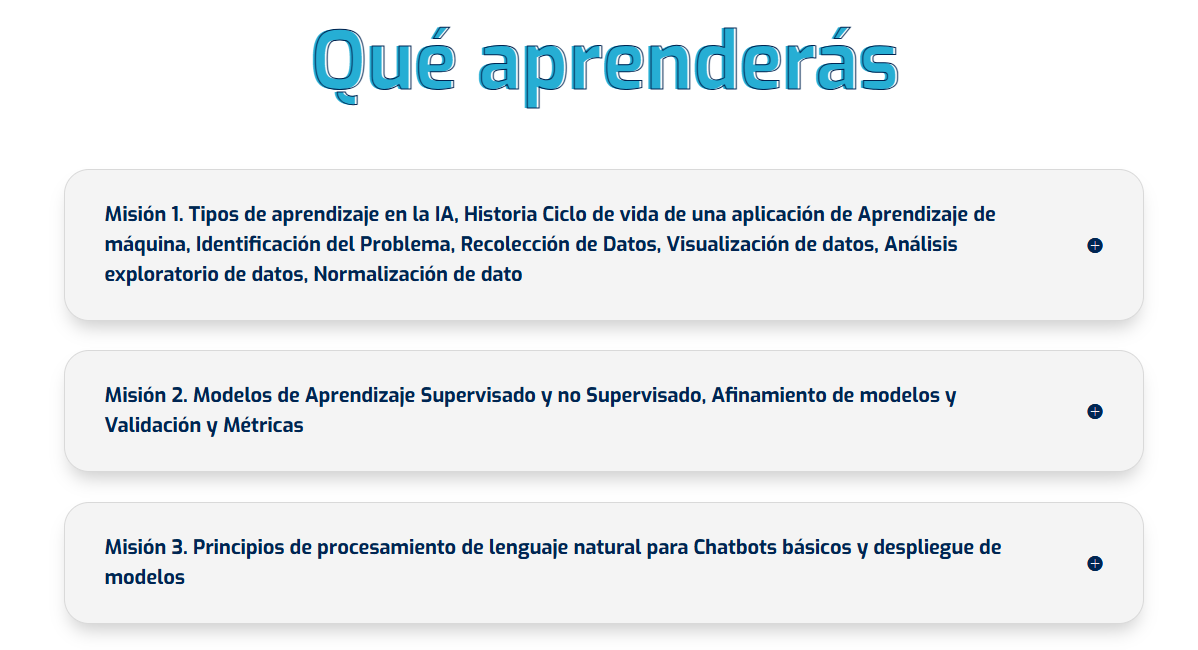 Qué aprenderás
Misión 1. Tipos de aprendizaje en la IA, Historia Ciclo de vida de una aplicación de Aprendizaje de
máquina, Identificación del Problema, Recolección de Datos, Visualización de datos, Análisis
exploratorio de datos, Normalización de dato
Misión 2. Modelos de Aprendizaje Supervisado y no Supervisado, Afinamiento de modelos y
Validación y Métricas
Misión 3. Principios de procesamiento de lenguaje natural para Chatbots básicos y despliegue de
modelos